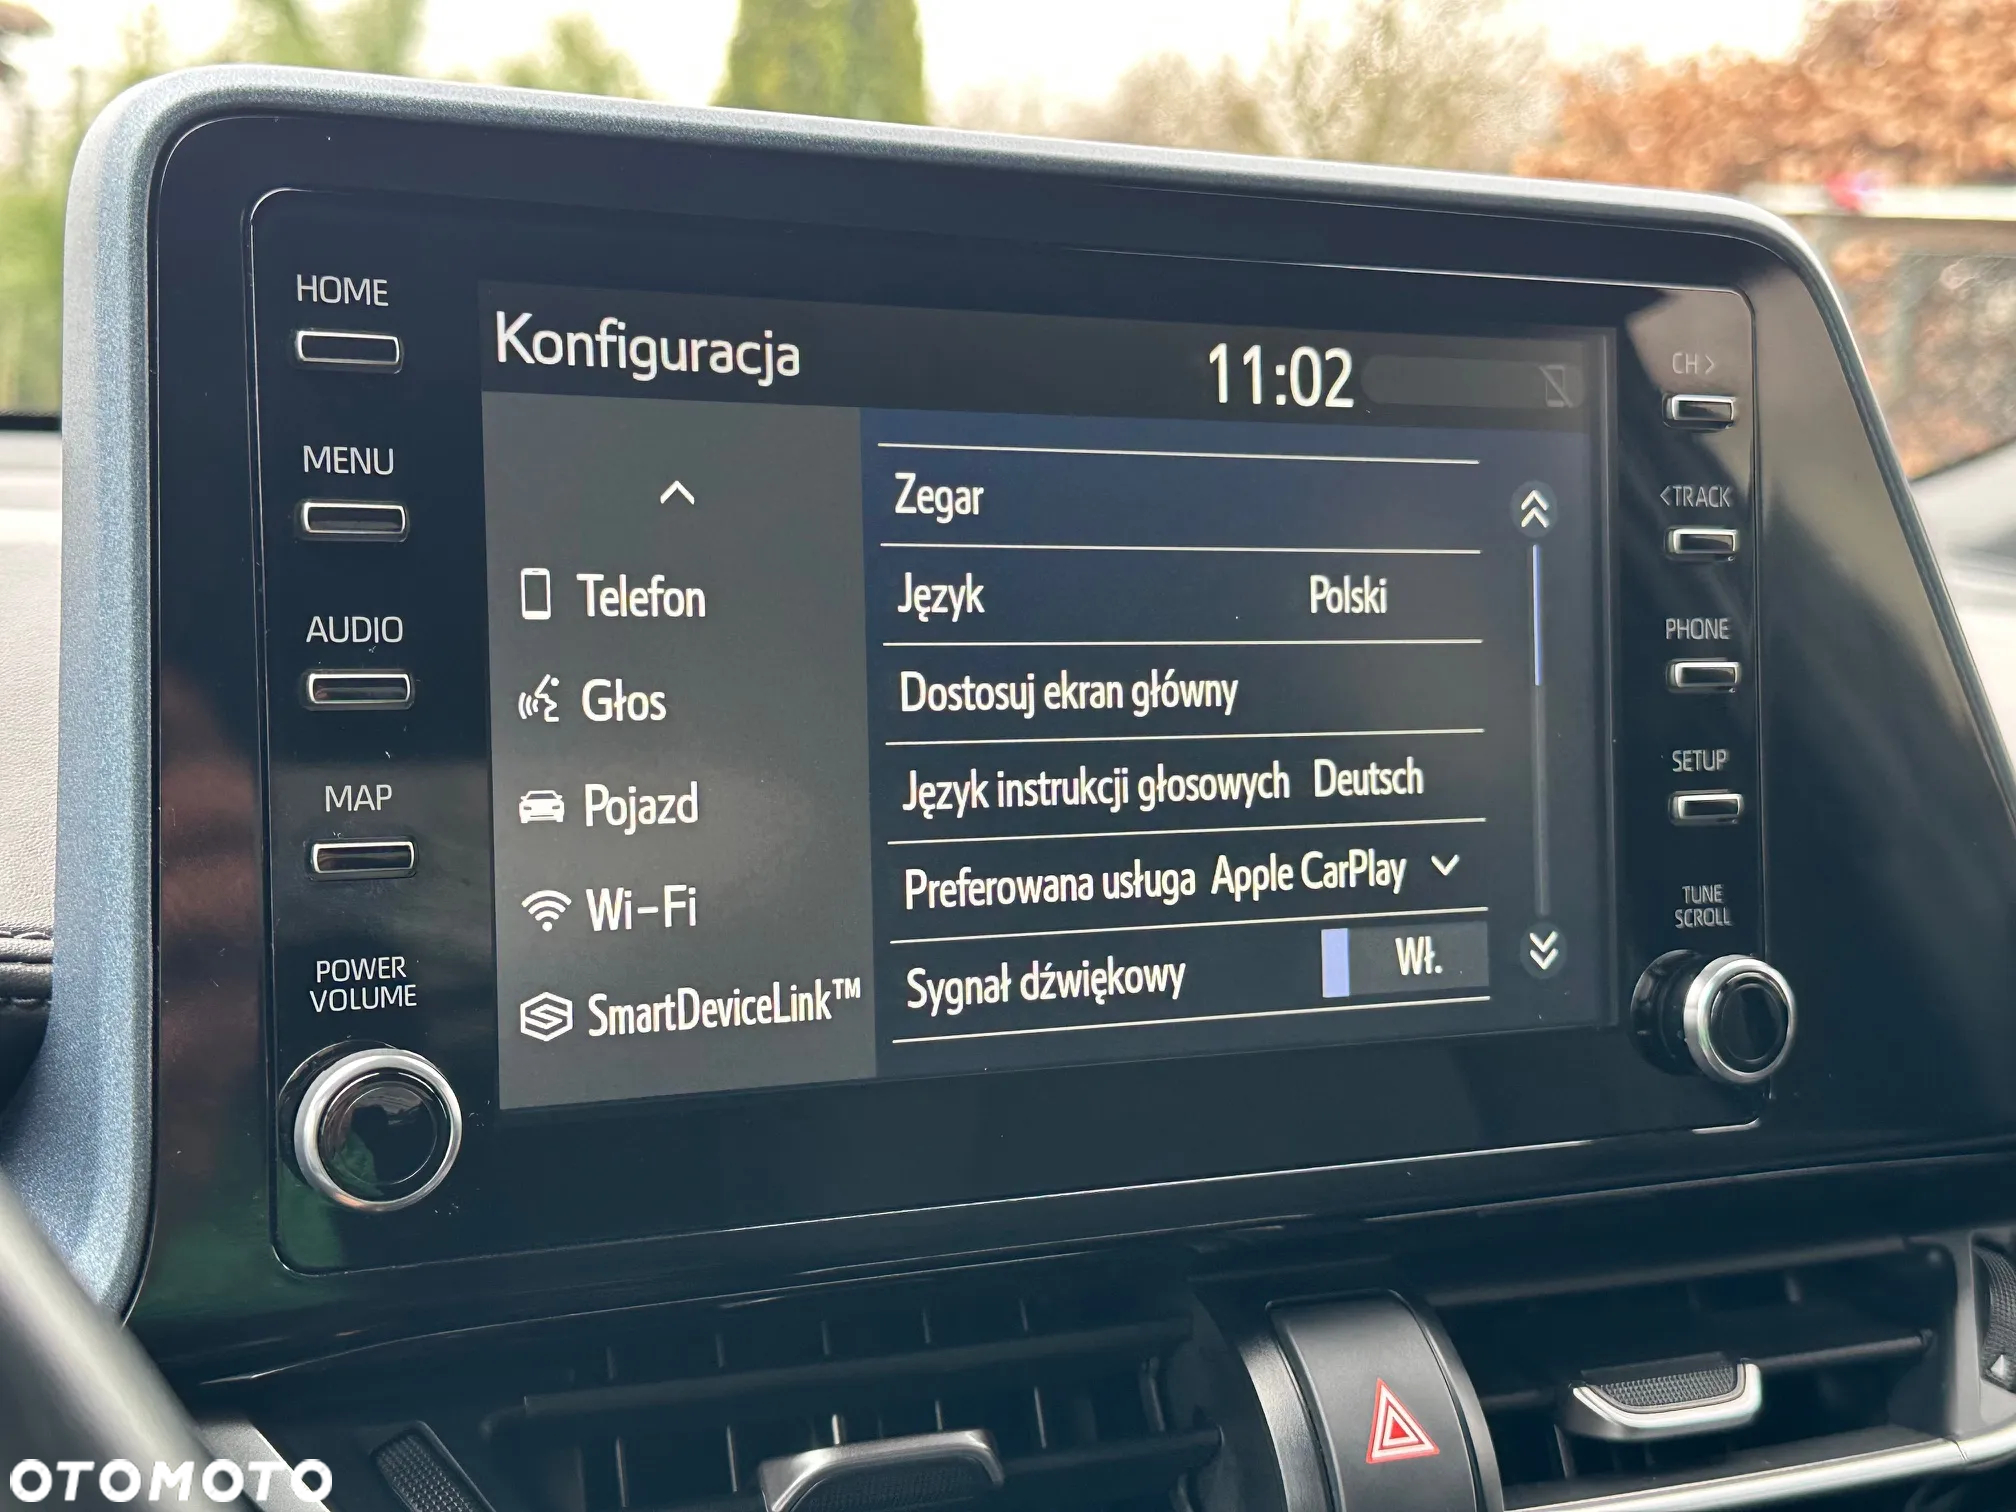 HOME
MENU
AUDIO
MAP
POWER
VOLUME
Konfiguracja
11:02
Telefon
Głos
Pojazd
Wi-Fi
SmartDeviceLink™
Zegar
Język Polski
Dostosuj ekran główny
Język instrukcji głosowych Deutsch
Preferowana usługa Apple CarPlay
Sygnał dźwiękowy Wł.
CH>
<TRACK
PHONE
SETUP
TUNE
SCROLL
OTOMOTO